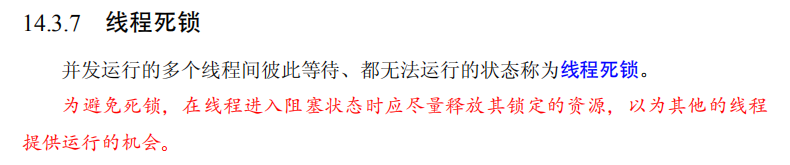 14.3.7 线程死锁
并发运行的多个线程间彼此等待、都无法运行的状态称为线程死锁。
为避免死锁，在线程进入阻塞状态时应尽量释放其锁定的资源，以为其他的线程
提供运行的机会。